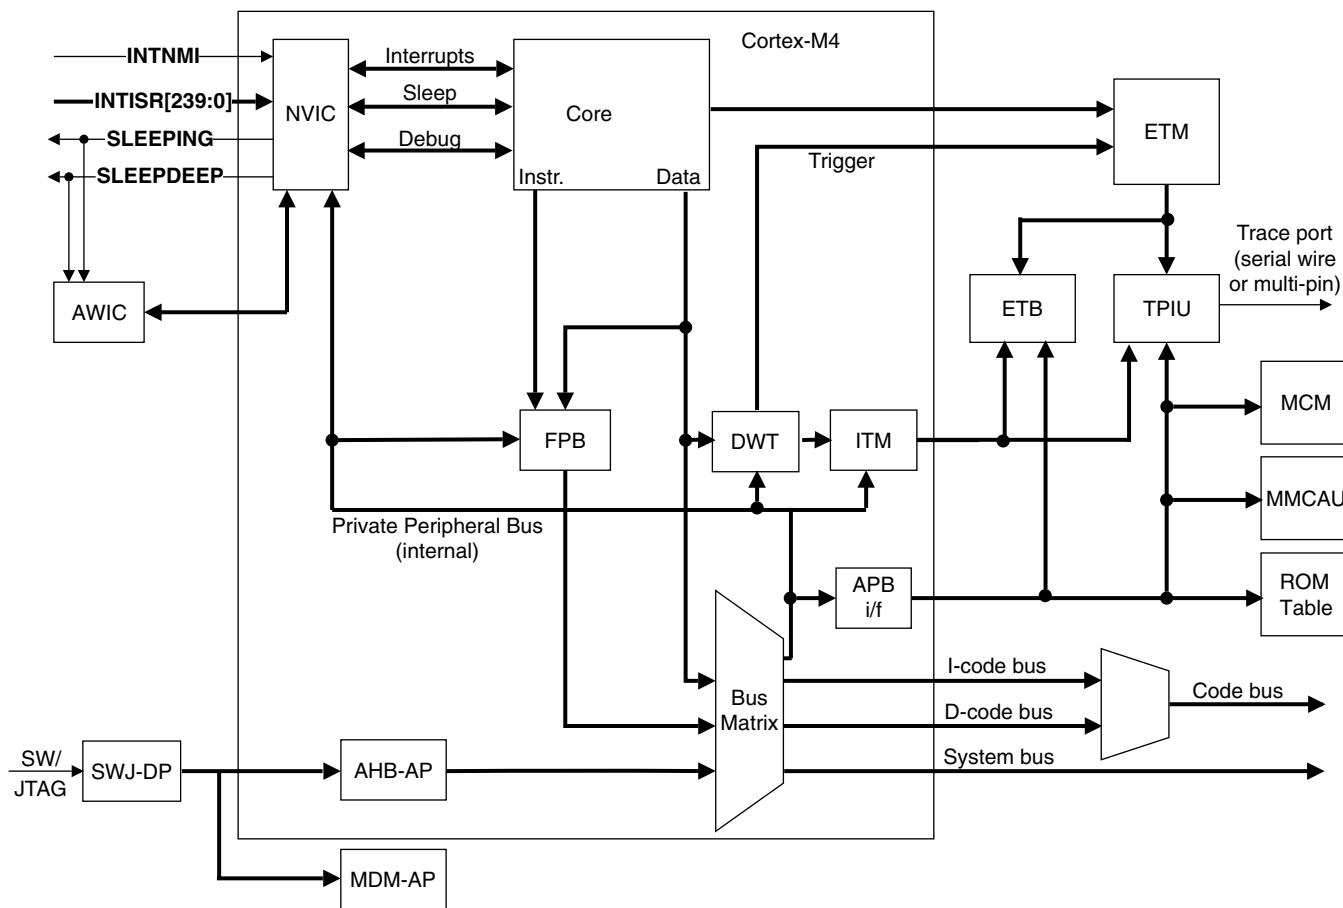 Cortex-M4
INTNMI
INTISR[239:0]
SLEEPING
SLEEPDEEP
NVIC
Interrupts
Sleep
Debug
Core
Instr.
Data
ETM
Trigger
Trace port
(serial wire
or multi-pin)
AWIC
ETB
TPIU
MCM
FPB
DWT
ITM
MMCAU
Private Peripheral Bus
(internal)
APB
i/f
ROM
Table
Bus
Matrix
I-code bus
D-code bus
Code bus
System bus
SW/
JTAG
SWJ-DP
AHB-AP
MDM-AP